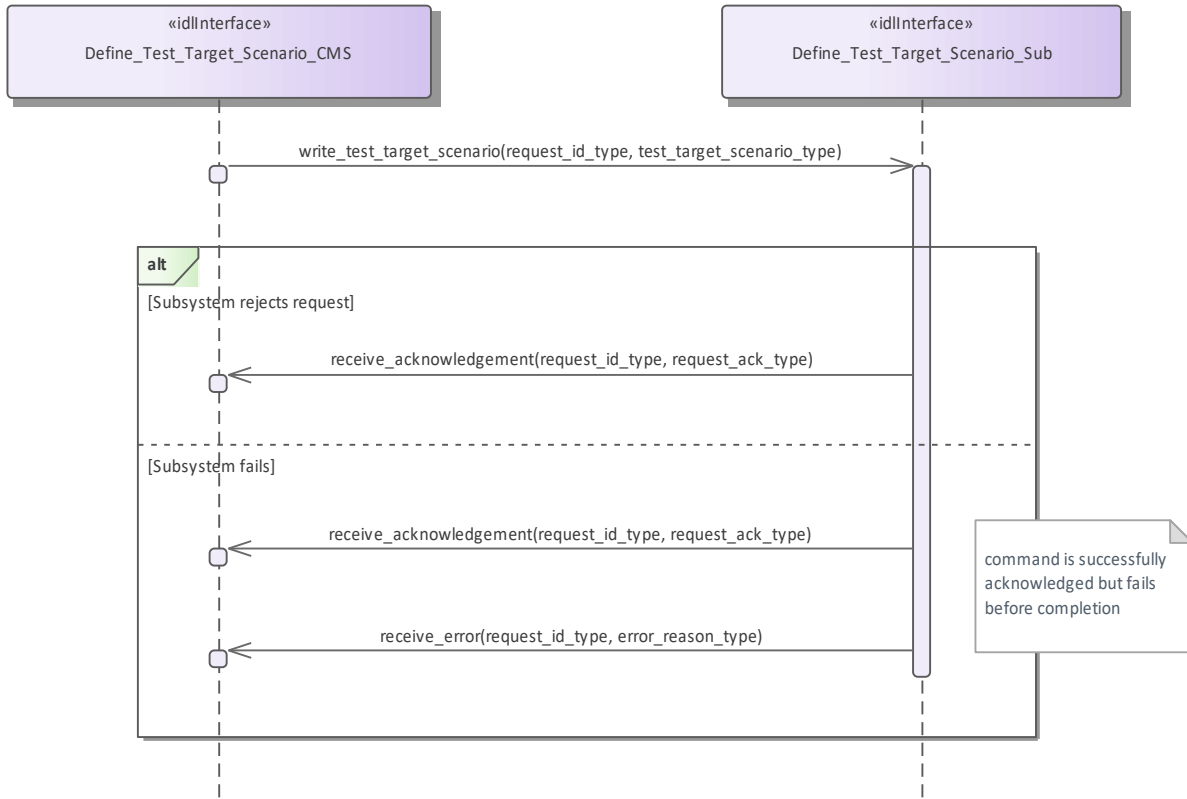 «idlInterface»
Define_Test_Target_Scenario_CMS
«idlInterface»
Define_Test_Target_Scenario_Sub
write_test_target_scenario(request_id_type, test_target_scenario_type)
alt
[Subsystem rejects request]
receive_acknowledgement(request_id_type, request_ack_type)
[Subsystem fails]
receive_acknowledgement(request_id_type, request_ack_type)
command is successfully
acknowledged but fails
before completion
receive_error(request_id_type, error_reason_type)